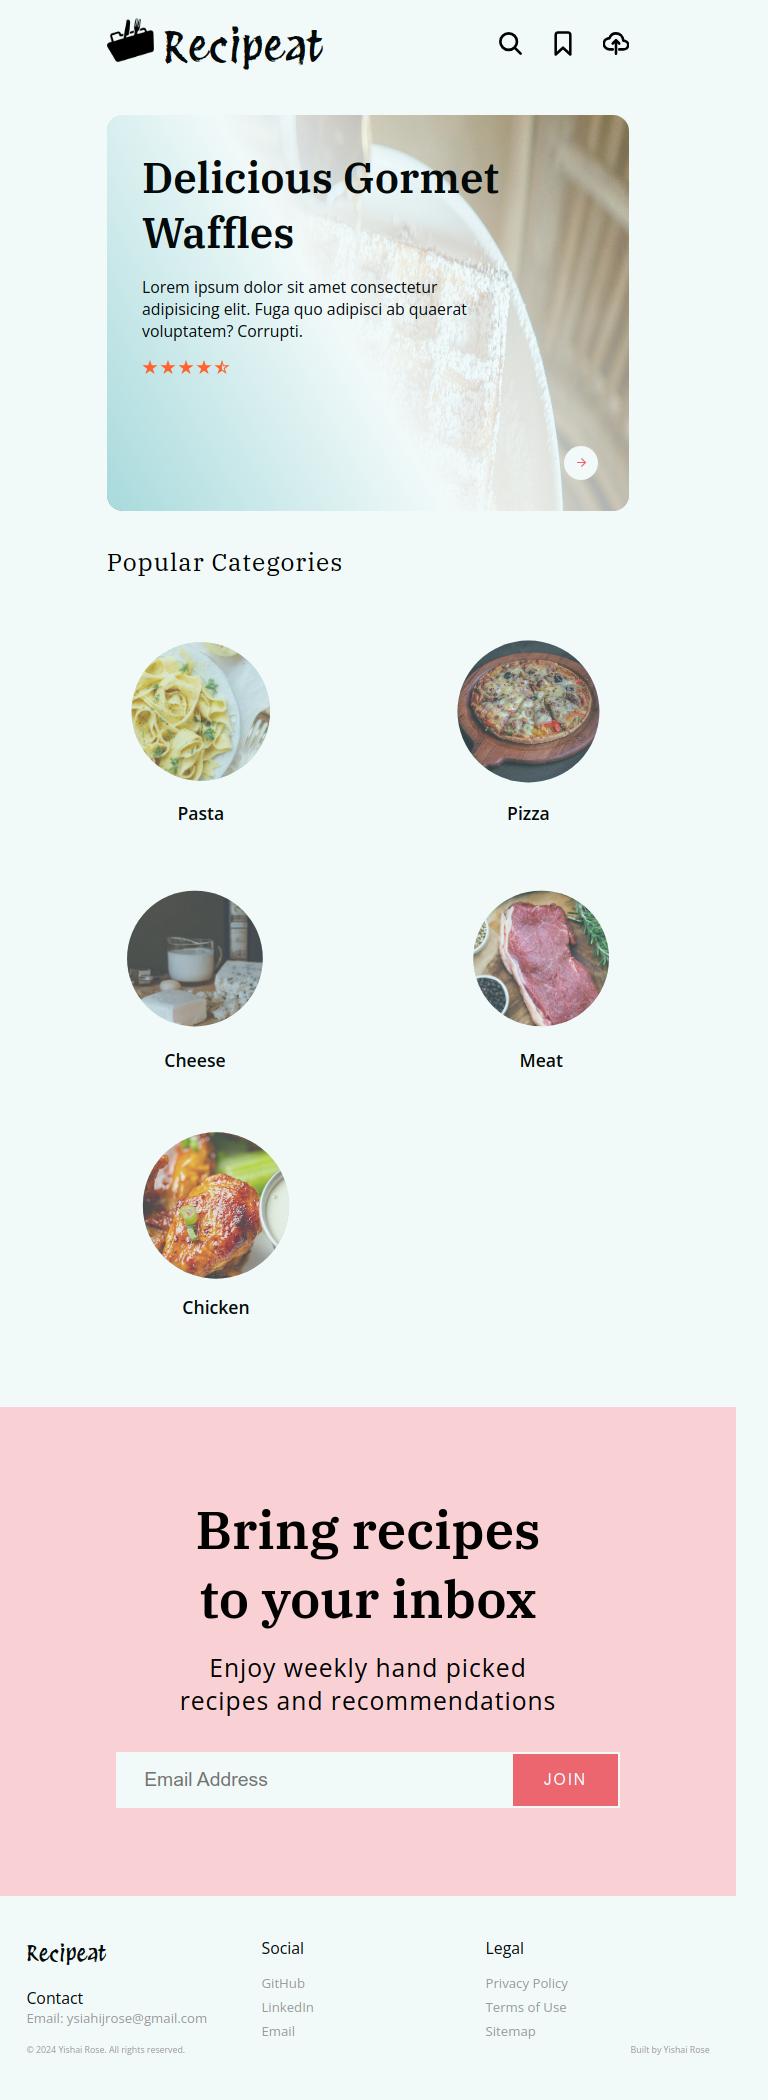 Recipeat
Delicious Gormet
Waffles
Lorem ipsum dolor sit amet consectetur
adipisicing elit. Fuga quo adipisci ab quaerat
voluptatem? Corrupti.
Popular Categories
Pasta
Pizza
Cheese
Meat
Chicken
Bring recipes
to your inbox
Enjoy weekly hand picked
recipes and recommendations
Email Address
JOIN
Recipeat
Contact
Email: ysiahijrose@gmail.com
Social
GitHub
LinkedIn
Email
Legal
Privacy Policy
Terms of Use
Sitemap
© 2024 Yishai Rose. All rights reserved.
Built by Yishai Rose